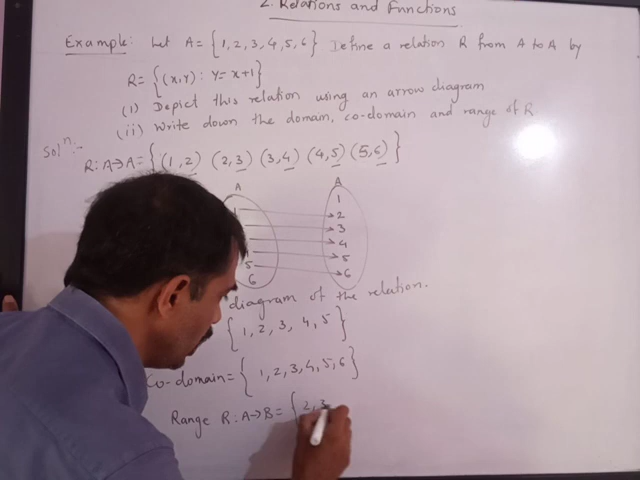 2. Relations and Functions
Example: Let A = { 1, 2, 3, 4, 5, 6 } Define a relation R from A to A by
R = { (x,y) : y = x+1 }
(i) Depict this relation using an arrow diagram
(ii) Write down the domain, co-domain and range of R.
Solⁿ:-
R: A→A = { (1,2) (2,3) (3,4) (4,5) (5,6) }
A A
1
2
3
4
5 5
6 6
diagram of the relation.
{ 1, 2, 3, 4, 5 }
Co-domain = { 1, 2, 3, 4, 5, 6 }
Range R: A→B = { 2, 3